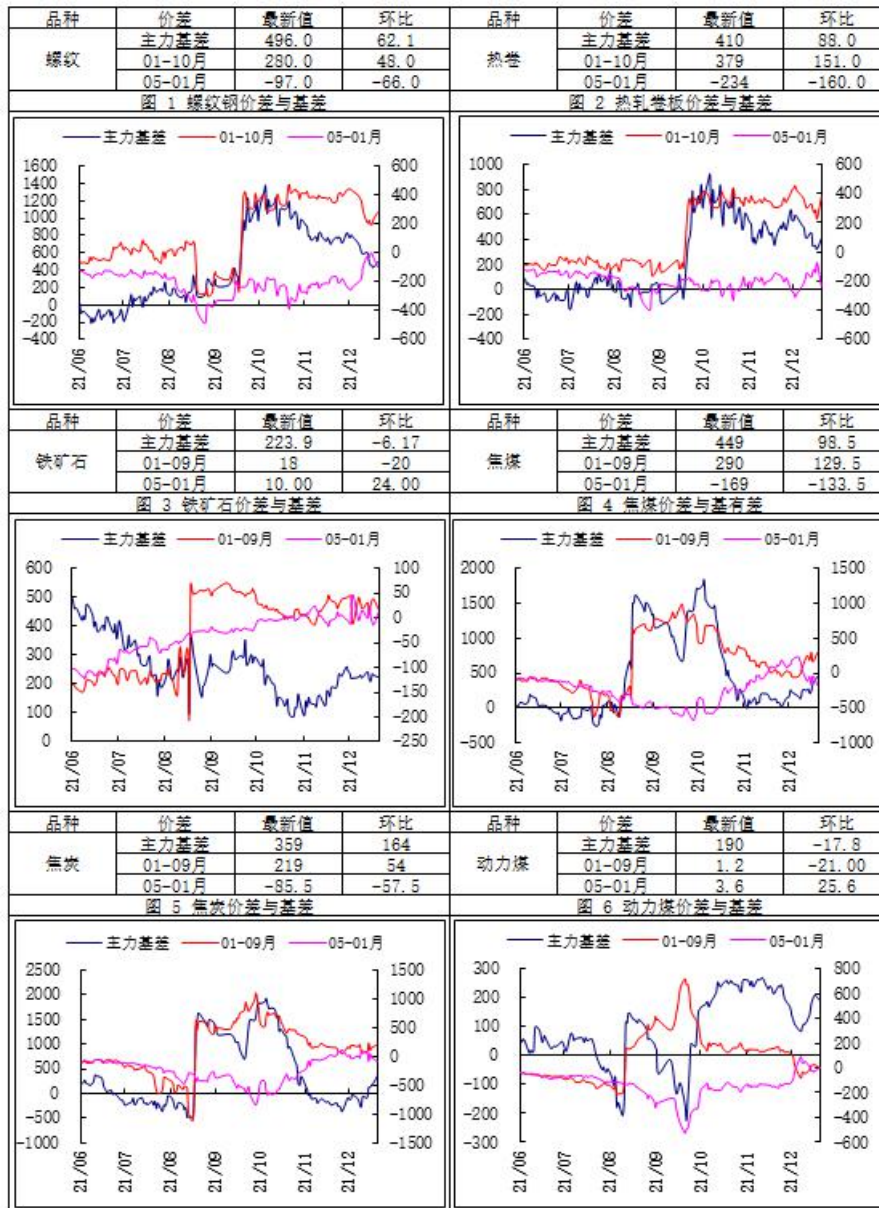 品种 价差 最新值 环比
螺纹 主力基差 496.0 62.1
01-10月 280.0 48.0
05-01月 -97.0 -66.0
图 1 螺纹钢价差与基差
主力基差 01-10月 05-01月
1600
1400
1200
1000
800
600
400
200
0
-200
-400
600
400
200
0
-200
-400
-600
21/06 21/07 21/08 21/09 21/10 21/11 21/12
品种 价差 最新值 环比
热卷 主力基差 410 88.0
01-10月 379 151.0
05-01月 -234 -160.0
图 2 热轧卷板价差与基差
主力基差 01-10月 05-01月
1000
800
600
400
200
0
-200
-400
600
400
200
0
-200
-400
-600
21/06 21/07 21/08 21/09 21/10 21/11 21/12
品种 价差 最新值 环比
铁矿石 主力基差 223.9 -6.17
01-09月 18 -20
05-01月 10.00 24.00
图 3 铁矿石价差与基差
主力基差 01-09月 05-01月
600
500
400
300
200
100
0
100
50
0
-50
-100
-150
-200
-250
21/06 21/07 21/08 21/09 21/10 21/11 21/12
品种 价差 最新值 环比
焦煤 主力基差 449 98.5
01-09月 290 129.5
05-01月 -169 -133.5
图 4 焦煤价差与基有差
主力基差 01-09月 05-01月
2000
1500
1000
500
0
-500
1500
1000
500
0
-500
-1000
21/06 21/07 21/08 21/09 21/10 21/11 21/12
品种 价差 最新值 环比
焦炭 主力基差 359 164
01-09月 219 54
05-01月 -85.5 -57.5
图 5 焦炭价差与基差
主力基差 01-09月 05-01月
2500
2000
1500
1000
500
0
-500
-1000
1500
1000
500
0
-500
-1000
-1500
21/06 21/07 21/08 21/09 21/10 21/11 21/12
品种 价差 最新值 环比
动力煤 主力基差 190 -17.8
01-09月 1.2 -21.00
05-01月 3.6 25.6
图 6 动力煤价差与基差
主力基差 01-09月 05-01月
300
200
100
0
-100
-200
-300
800
600
400
200
0
-200
-400
-600
21/06 21/07 21/08 21/09 21/10 21/11 21/12